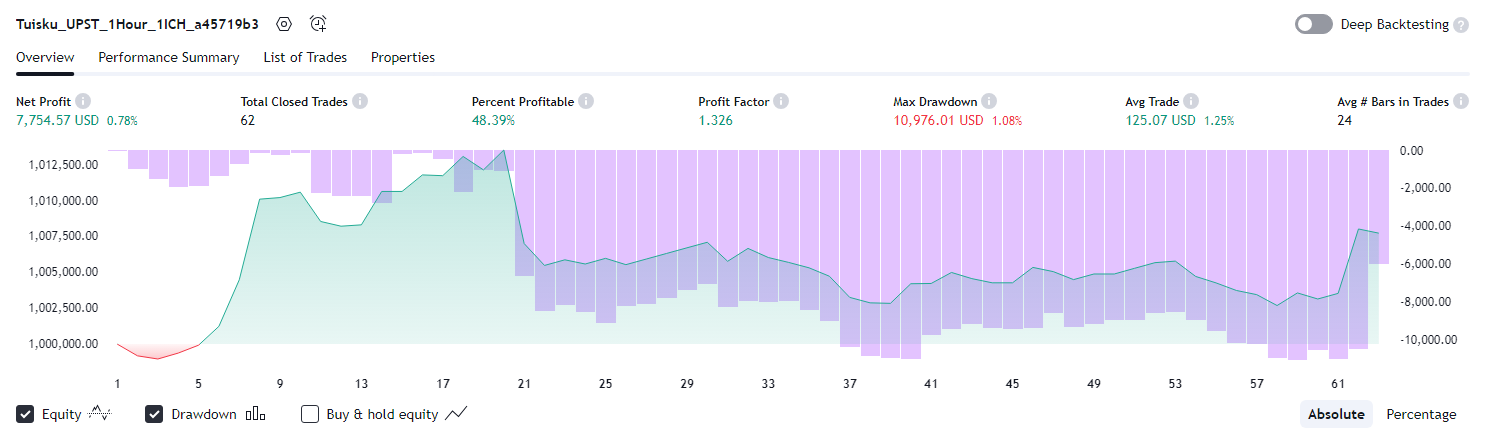 Tuisku_UPST_1Hour_1ICH_a45719b3
Deep Backtesting
Overview Performance Summary List of Trades Properties
Net Profit Total Closed Trades Percent Profitable Profit Factor Max Drawdown Avg Trade Avg # Bars in Trades
7,754.57 USD 0.78% 62 48.39% 1.326 10,976.01 USD 1.08% 125.07 USD 1.25% 24
1,012,500.00 0.00
1,010,000.00 -2,000.00
1,007,500.00 -4,000.00
1,005,000.00 -6,000.00
1,002,500.00 -8,000.00
1,000,000.00 -10,000.00
1 5 9 13 17 21 25 29 33 37 41 45 49 53 57 61
Equity Drawdown Buy & hold equity Absolute Percentage